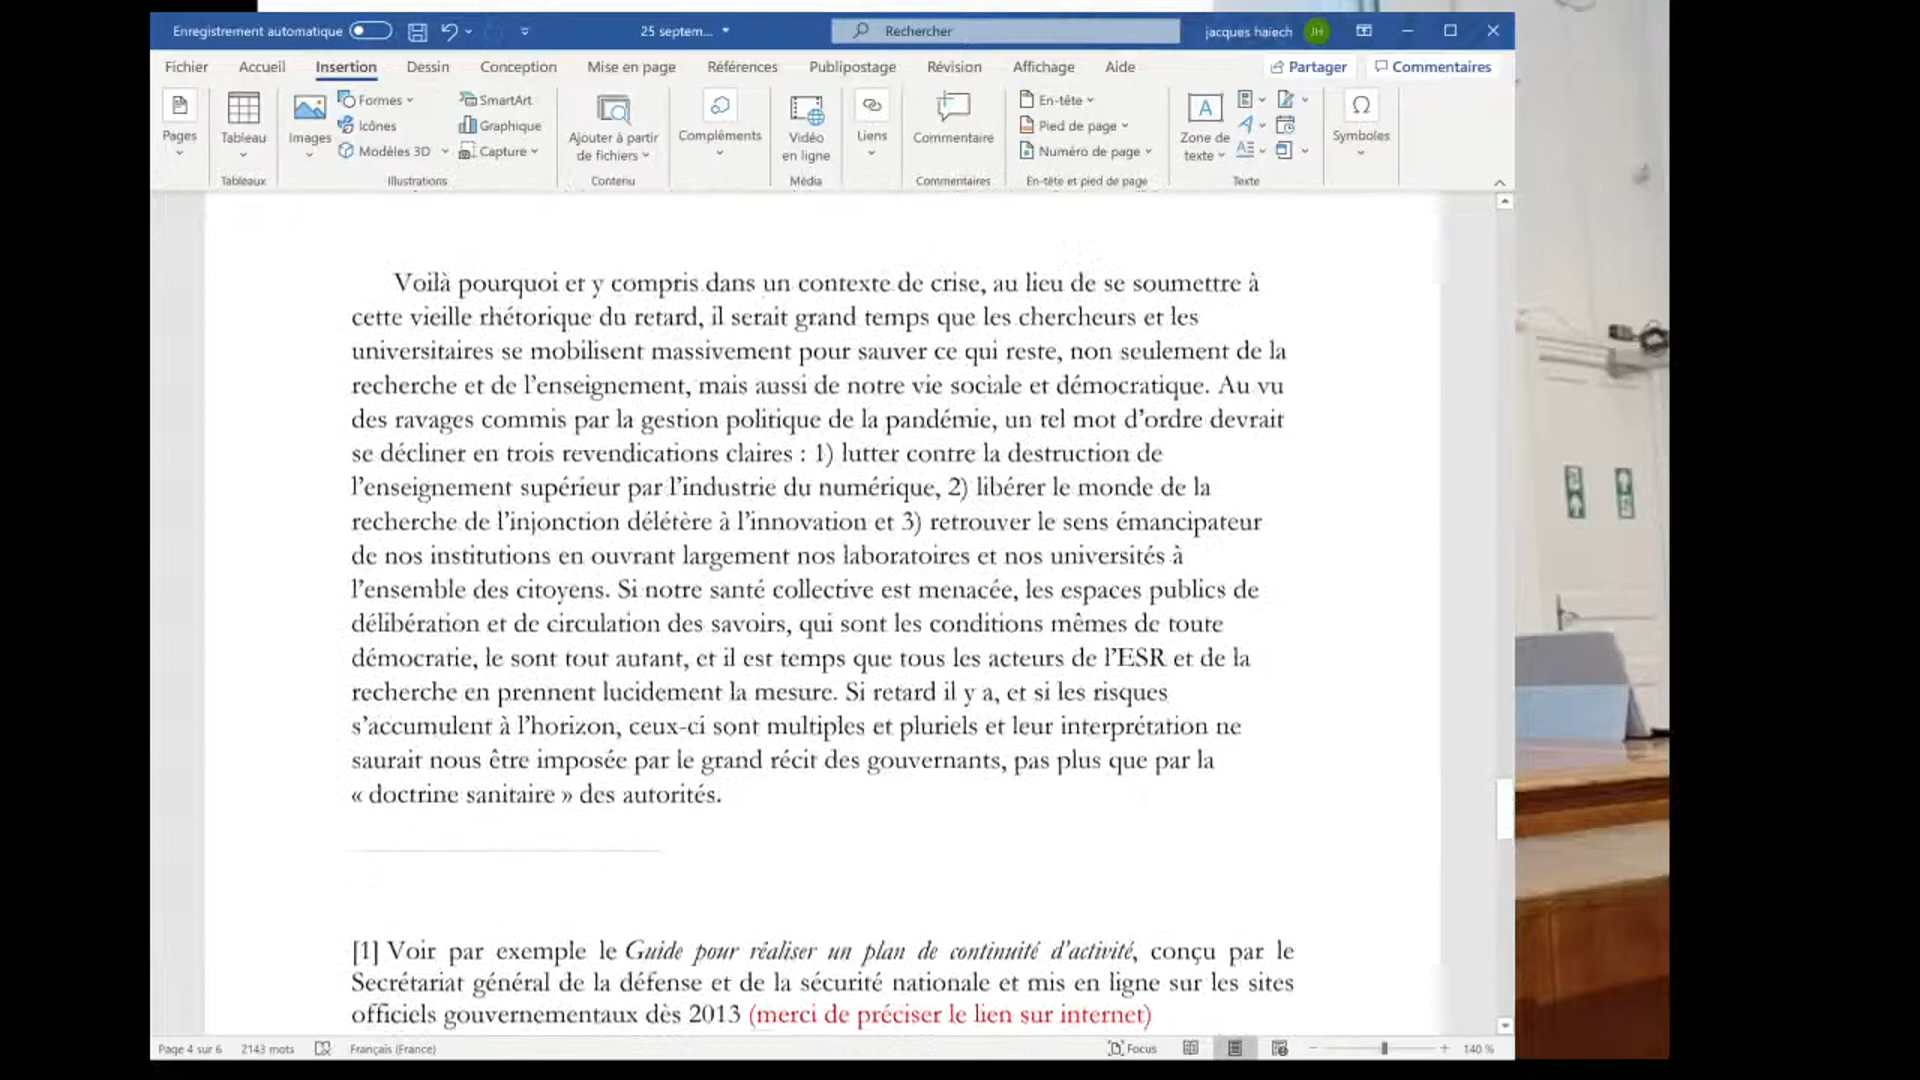 Enregistrement automatique
25 septem...
Rechercher
jacques haiech
JH
Fichier Accueil Insertion Dessin Conception Mise en page Références Publipostage Révision Affichage Aide
Partager
Commentaires
Pages
Tableau
Tableaux
Images
Formes
Icônes
Modèles 3D
SmartArt
Graphique
Capture
Illustrations
Ajouter à partir
de fichiers
Contenu
Compléments
Vidéo
en ligne
Média
Liens
Commentaire
Commentaires
En-tête
Pied de page
Numéro de page
En-tête et pied de page
Zone de
texte
Texte
Symboles
Voilà pourquoi et y compris dans un contexte de crise, au lieu de se soumettre à
cette vieille rhétorique du retard, il serait grand temps que les chercheurs et les
universitaires se mobilisent massivement pour sauver ce qui reste, non seulement de la
recherche et de l'enseignement, mais aussi de notre vie sociale et démocratique. Au vu
des ravages commis par la gestion politique de la pandémie, un tel mot d'ordre devrait
se décliner en trois revendications claires : 1) lutter contre la destruction de
l'enseignement supérieur par l'industrie du numérique, 2) libérer le monde de la
recherche de l'injonction délétère à l'innovation et 3) retrouver le sens émancipateur
de nos institutions en ouvrant largement nos laboratoires et nos universités à
l'ensemble des citoyens. Si notre santé collective est menacée, les espaces publics de
délibération et de circulation des savoirs, qui sont les conditions mêmes de toute
démocratie, le sont tout autant, et il est temps que tous les acteurs de l'ESR et de la
recherche en prennent lucidement la mesure. Si retard il y a, et si les risques
s'accumulent à l'horizon, ceux-ci sont multiples et pluriels et leur interprétation ne
saurait nous être imposée par le grand récit des gouvernants, pas plus que par la
« doctrine sanitaire » des autorités.
[1] Voir par exemple le Guide pour réaliser un plan de continuité d'activité, conçu par le
Secrétariat général de la défense et de la sécurité nationale et mis en ligne sur les sites
officiels gouvernementaux dès 2013 (merci de préciser le lien sur internet)
Page 4 sur 6
2143 mots
Français (France)
Focus
140 %